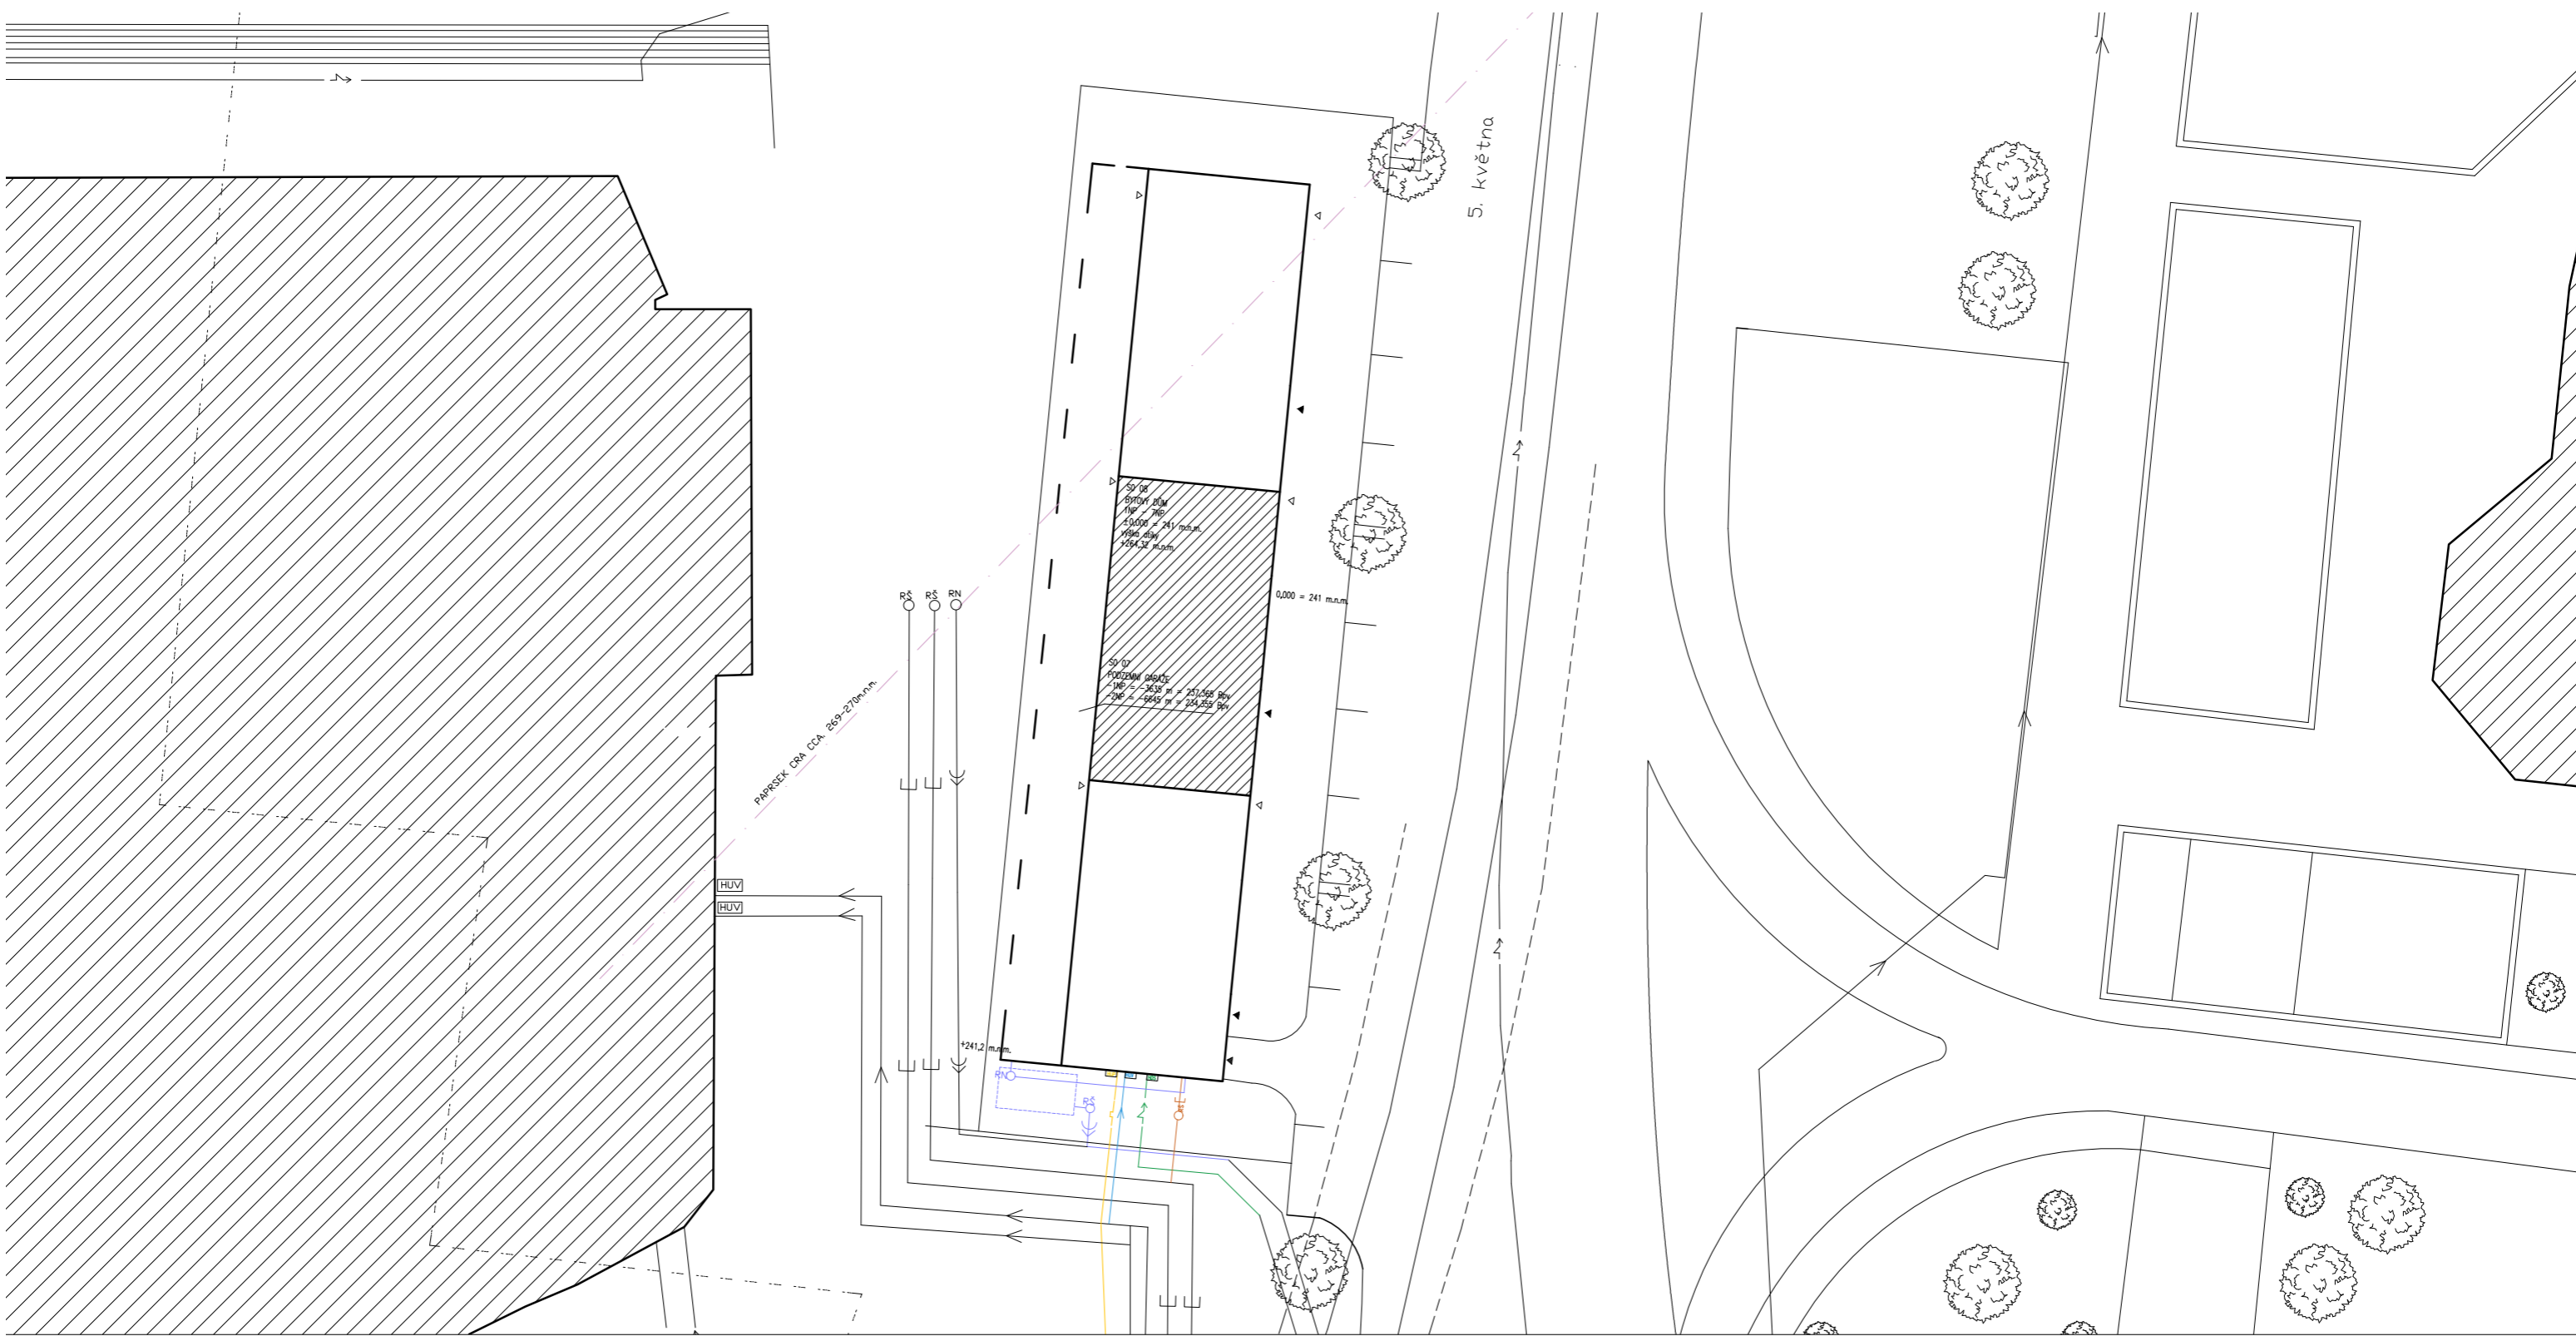 5. května
SO 08
BYTOVÝ DŮM
1NP - 7NP
±0,000 = 241 m.n.m.
výška atiky
+264,32 m.n.m.
RŠ
RŠ
RN
0,000 = 241 m.n.m.
SO 07
PODZEMNÍ GARÁŽE
-1NP = -3635 m = 237,365 Bpv
-2NP = -6645 m = 234,355 Bpv
PAPRSEK CRA CCA. 269-270m.n.m.
HUV
HUV
+241,2 m.n.m.
RN
RŠ
RŠ